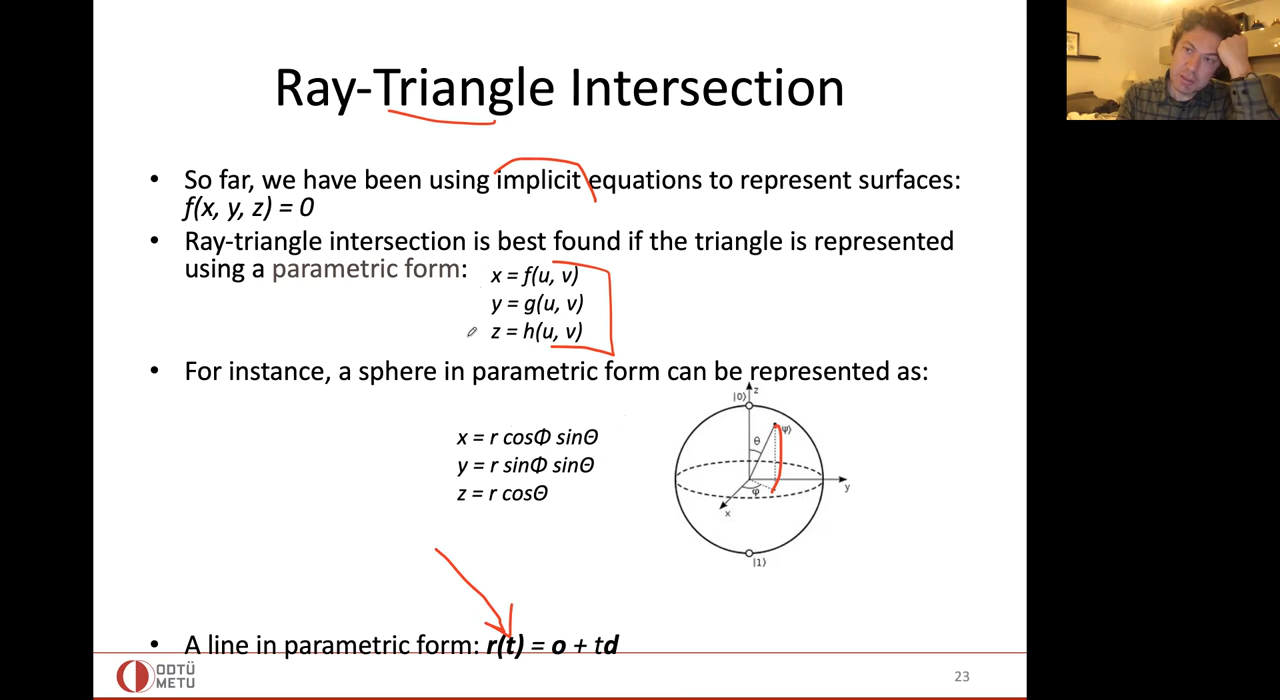 Ray-Triangle Intersection
• So far, we have been using implicit equations to represent surfaces:
f(x, y, z) = 0
• Ray-triangle intersection is best found if the triangle is represented
using a parametric form:
x = f(u, v)
y = g(u, v)
z = h(u, v)
• For instance, a sphere in parametric form can be represented as:
x = r cosΦ sinΘ
y = r sinΦ sinΘ
z = r cosΘ
|0⟩
z
θ
|ψ⟩
φ
x
y
|1⟩
• A line in parametric form: r(t) = o + td
ODTÜ
METU
23